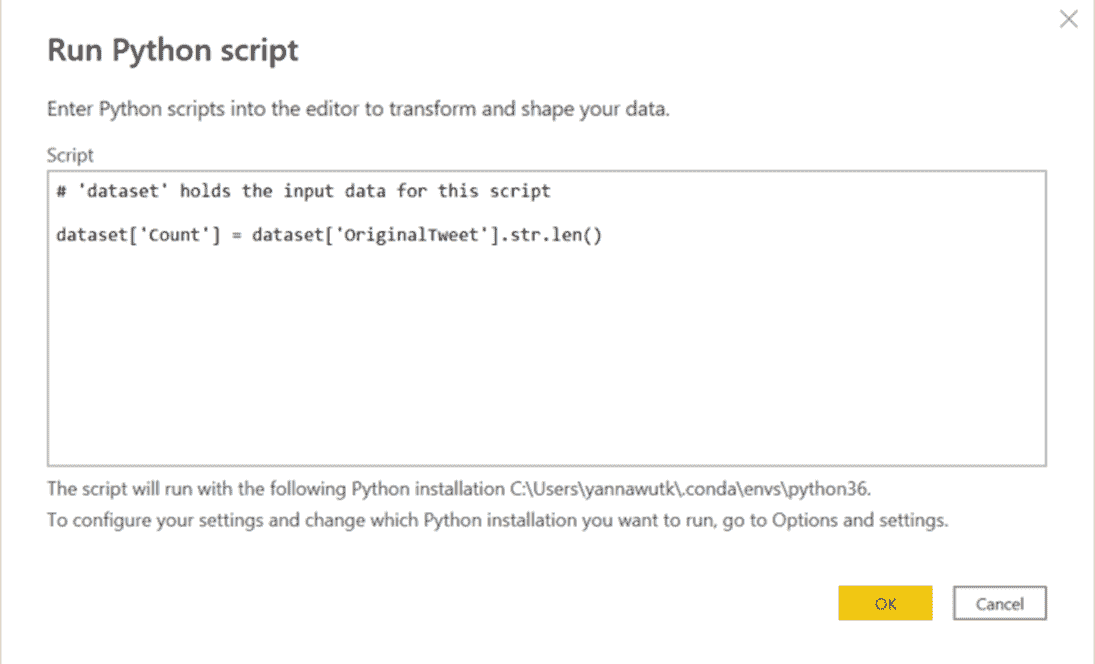 Run Python script
Enter Python scripts into the editor to transform and shape your data.
Script
# 'dataset' holds the input data for this script
dataset['Count'] = dataset['OriginalTweet'].str.len()
The script will run with the following Python installation C:\Users\yannawutk\.conda\envs\python36.
To configure your settings and change which Python installation you want to run, go to Options and settings.
OK Cancel